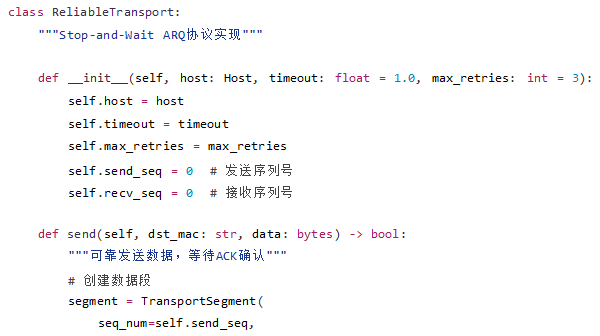 class ReliableTransport:
    """Stop-and-Wait ARQ协议实现"""
    def __init__(self, host: Host, timeout: float = 1.0, max_retries: int = 3):
        self.host = host
        self.timeout = timeout
        self.max_retries = max_retries
        self.send_seq = 0  # 发送序列号
        self.recv_seq = 0  # 接收序列号
    def send(self, dst_mac: str, data: bytes) -> bool:
        """可靠发送数据，等待ACK确认"""
        # 创建数据段
        segment = TransportSegment(
            seq_num=self.send_seq,